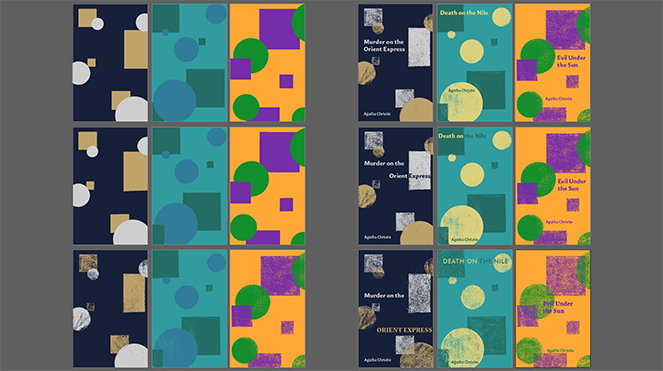 Murder on the
Orient Express
Agatha Christie
Death on the Nile
Agatha Christie
Evil Under
the Sun
Agatha Christie
Murder on the
Orient Express
Agatha Christie
Death on the Nile
Agatha Christie
Evil Under
the Sun
Agatha Christie
Murder on the
ORIENT EXPRESS
Agatha Christie
DEATH ON THE NILE
Agatha Christie
Evil Under
the Sun
Agatha Christie